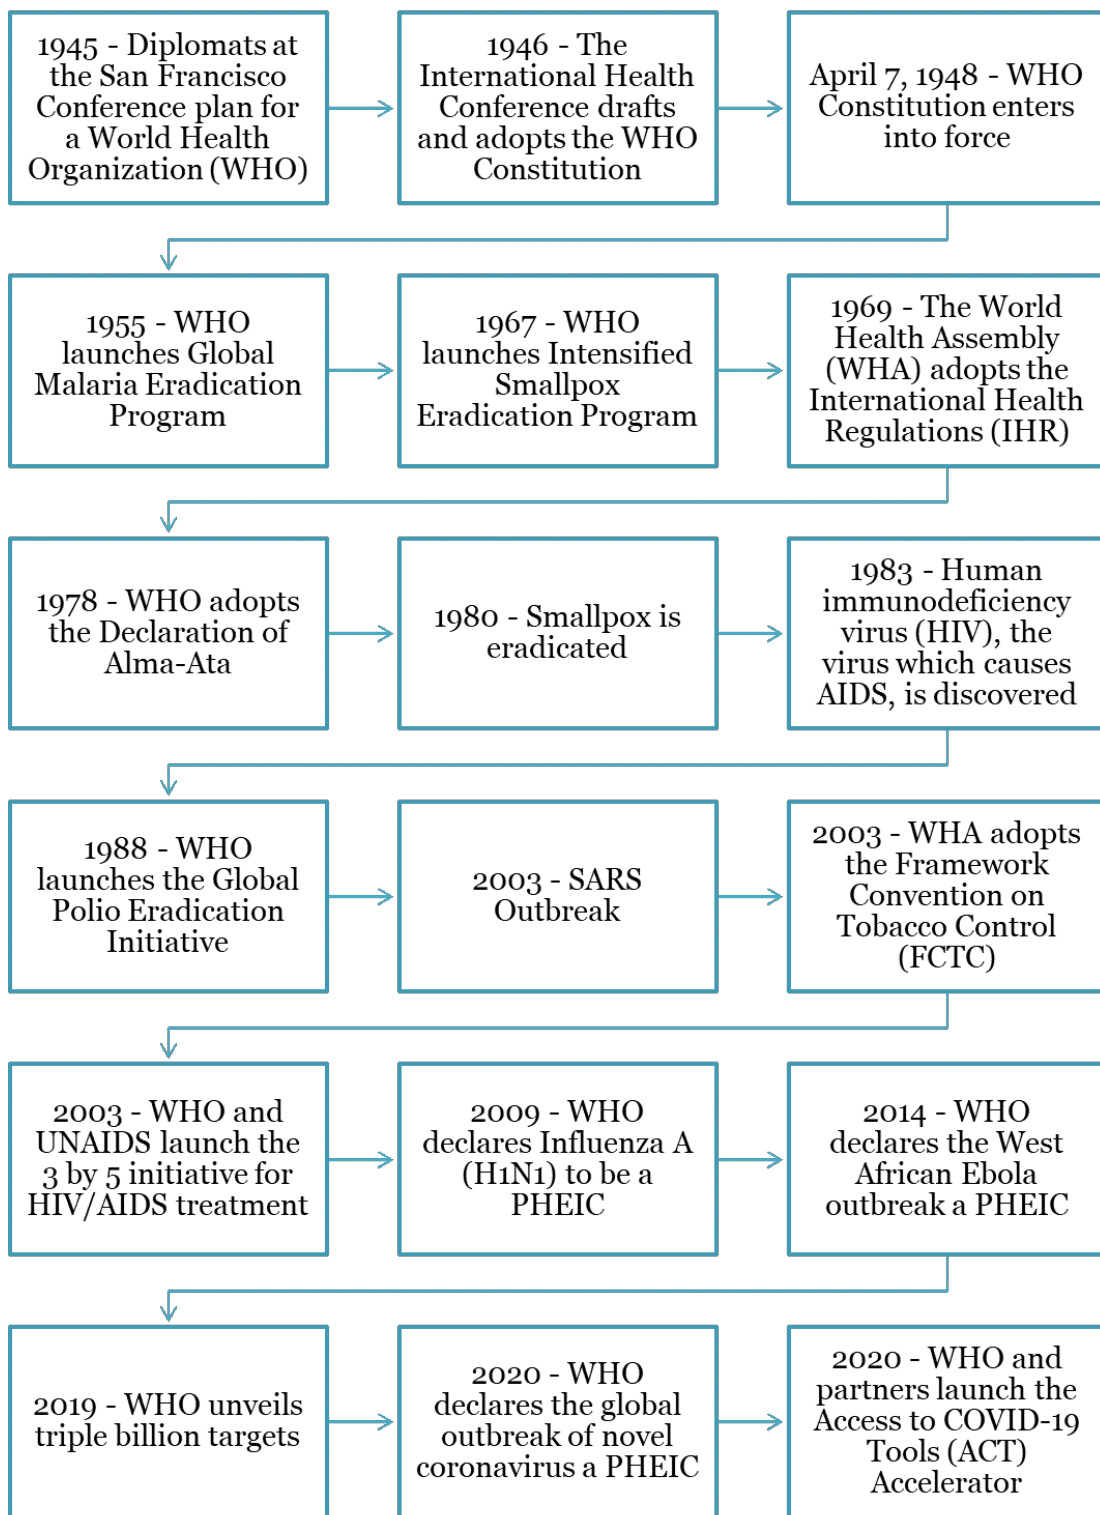 1945 - Diplomats at
the San Francisco
Conference plan for
a World Health
Organization (WHO)
1946 - The
International Health
Conference drafts
and adopts the WHO
Constitution
April 7, 1948 - WHO
Constitution enters
into force
1955 - WHO
launches Global
Malaria Eradication
Program
1967 - WHO
launches Intensified
Smallpox
Eradication Program
1969 - The World
Health Assembly
(WHA) adopts the
International Health
Regulations (IHR)
1978 - WHO adopts
the Declaration of
Alma-Ata
1980 - Smallpox is
eradicated
1983 - Human
immunodeficiency
virus (HIV), the
virus which causes
AIDS, is discovered
1988 - WHO
launches the Global
Polio Eradication
Initiative
2003 - SARS
Outbreak
2003 - WHA adopts
the Framework
Convention on
Tobacco Control
(FCTC)
2003 - WHO and
UNAIDS launch the
3 by 5 initiative for
HIV/AIDS treatment
2009 - WHO
declares Influenza A
(H1N1) to be a
PHEIC
2014 - WHO
declares the West
African Ebola
outbreak a PHEIC
2019 - WHO unveils
triple billion targets
2020 - WHO
declares the global
outbreak of novel
coronavirus a PHEIC
2020 - WHO and
partners launch the
Access to COVID-19
Tools (ACT)
Accelerator